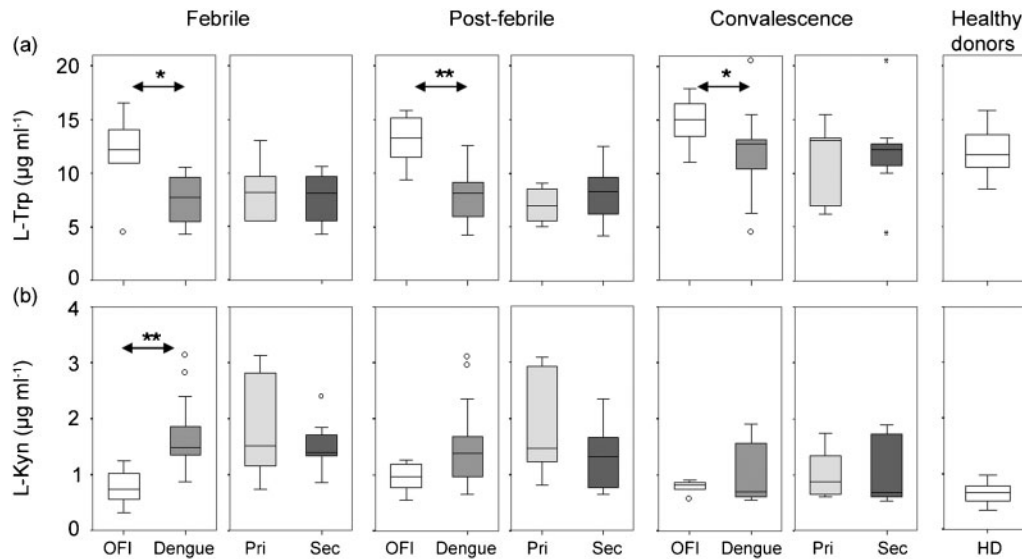 Febrile Post-febrile Convalescence Healthy donors
(a)
L-Trp (µg ml⁻¹)
20
15
10
5
0
* ** *
(b)
L-Kyn (µg ml⁻¹)
4
3
2
1
0
**
OFI Dengue Pri Sec OFI Dengue Pri Sec OFI Dengue Pri Sec HD